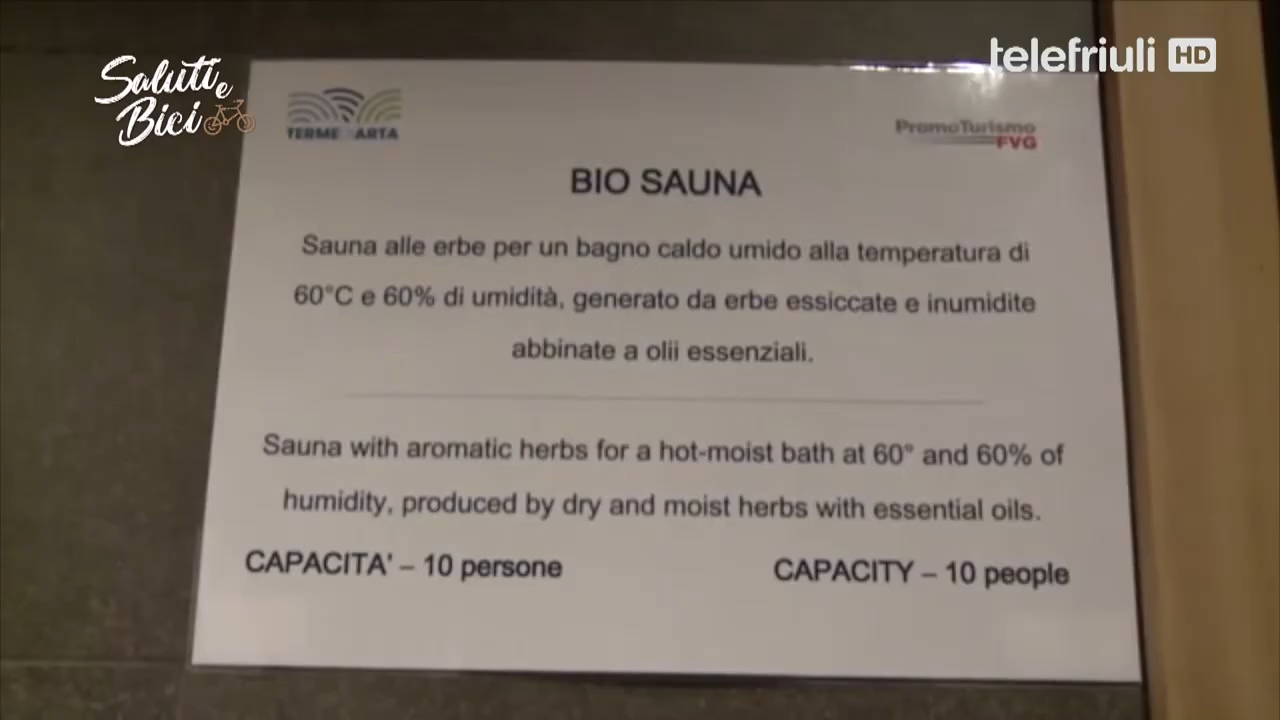 Saluti e
Bici
telefriuli HD
TERME ARTA
PromoTurismo
FVG
BIO SAUNA
Sauna alle erbe per un bagno caldo umido alla temperatura di
60°C e 60% di umidità, generato da erbe essiccate e inumidite
abbinate a olii essenziali.
Sauna with aromatic herbs for a hot-moist bath at 60° and 60% of
humidity, produced by dry and moist herbs with essential oils.
CAPACITA' – 10 persone
CAPACITY – 10 people